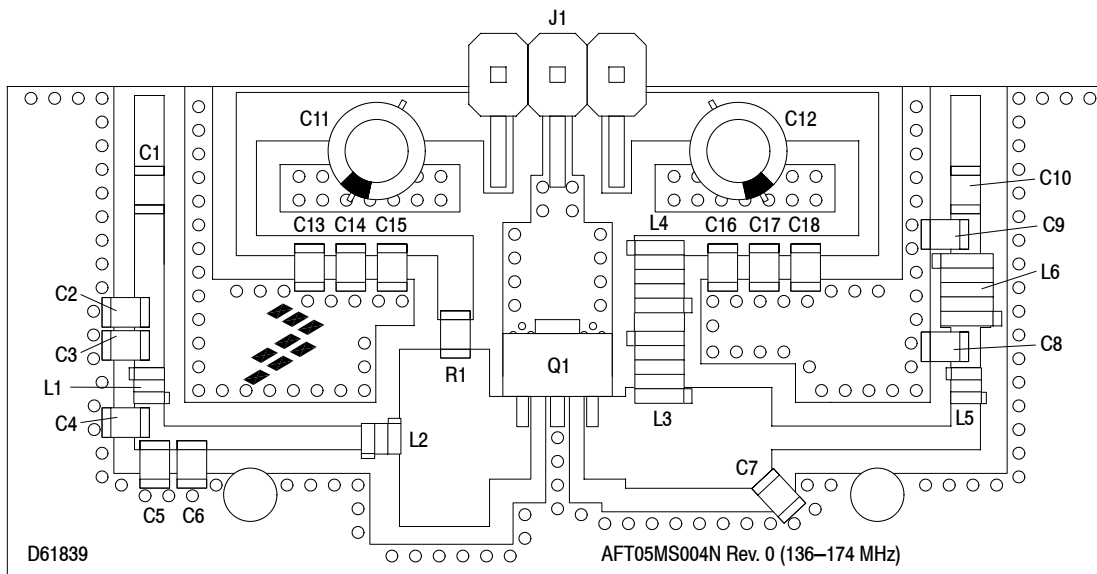 J1
C11
C12
C1
C10
C13 C14 C15
L4
C16 C17 C18
C9
C2
L6
C3
R1
Q1
C8
L1
C4
L2
L3
L5
C7
C5 C6
D61839
AFT05MS004N Rev. 0 (136–174 MHz)